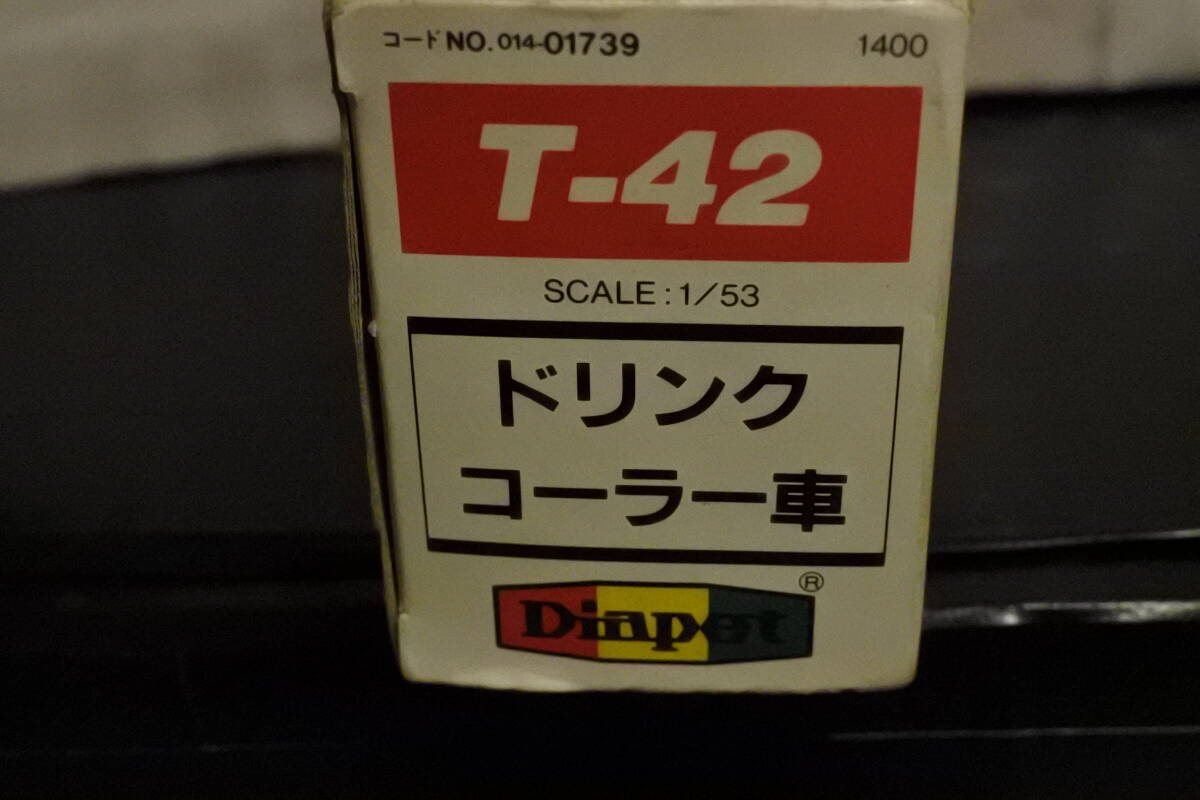 コードNO.014-01739 1400
T-42
SCALE:1/53
ドリンク
コーラー車
Diapet ®